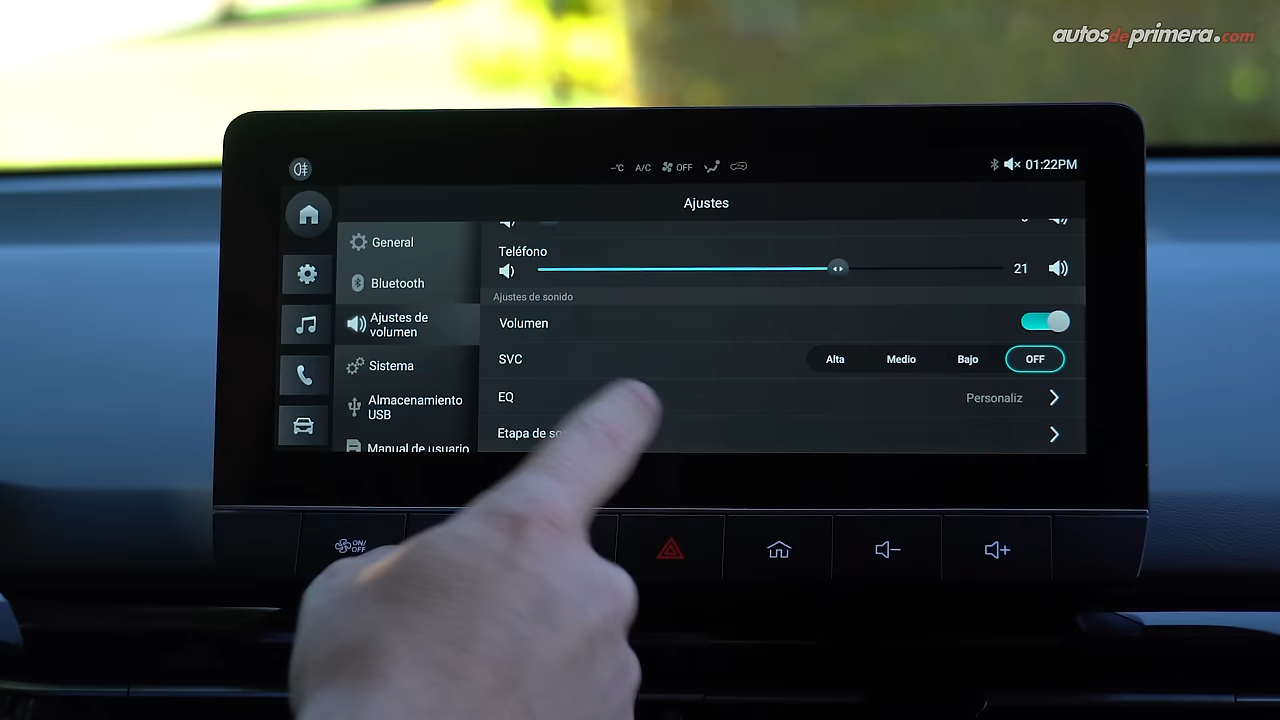 autosdeprimera.com
-°C A/C OFF
01:22PM
Ajustes
General
Bluetooth
Ajustes de
volumen
Sistema
Almacenamiento
USB
Manual de usuario
Teléfono
21
Ajustes de sonido
Volumen
SVC
Alta Medio Bajo OFF
EQ
Personaliz
Etapa de
ON/
OFF